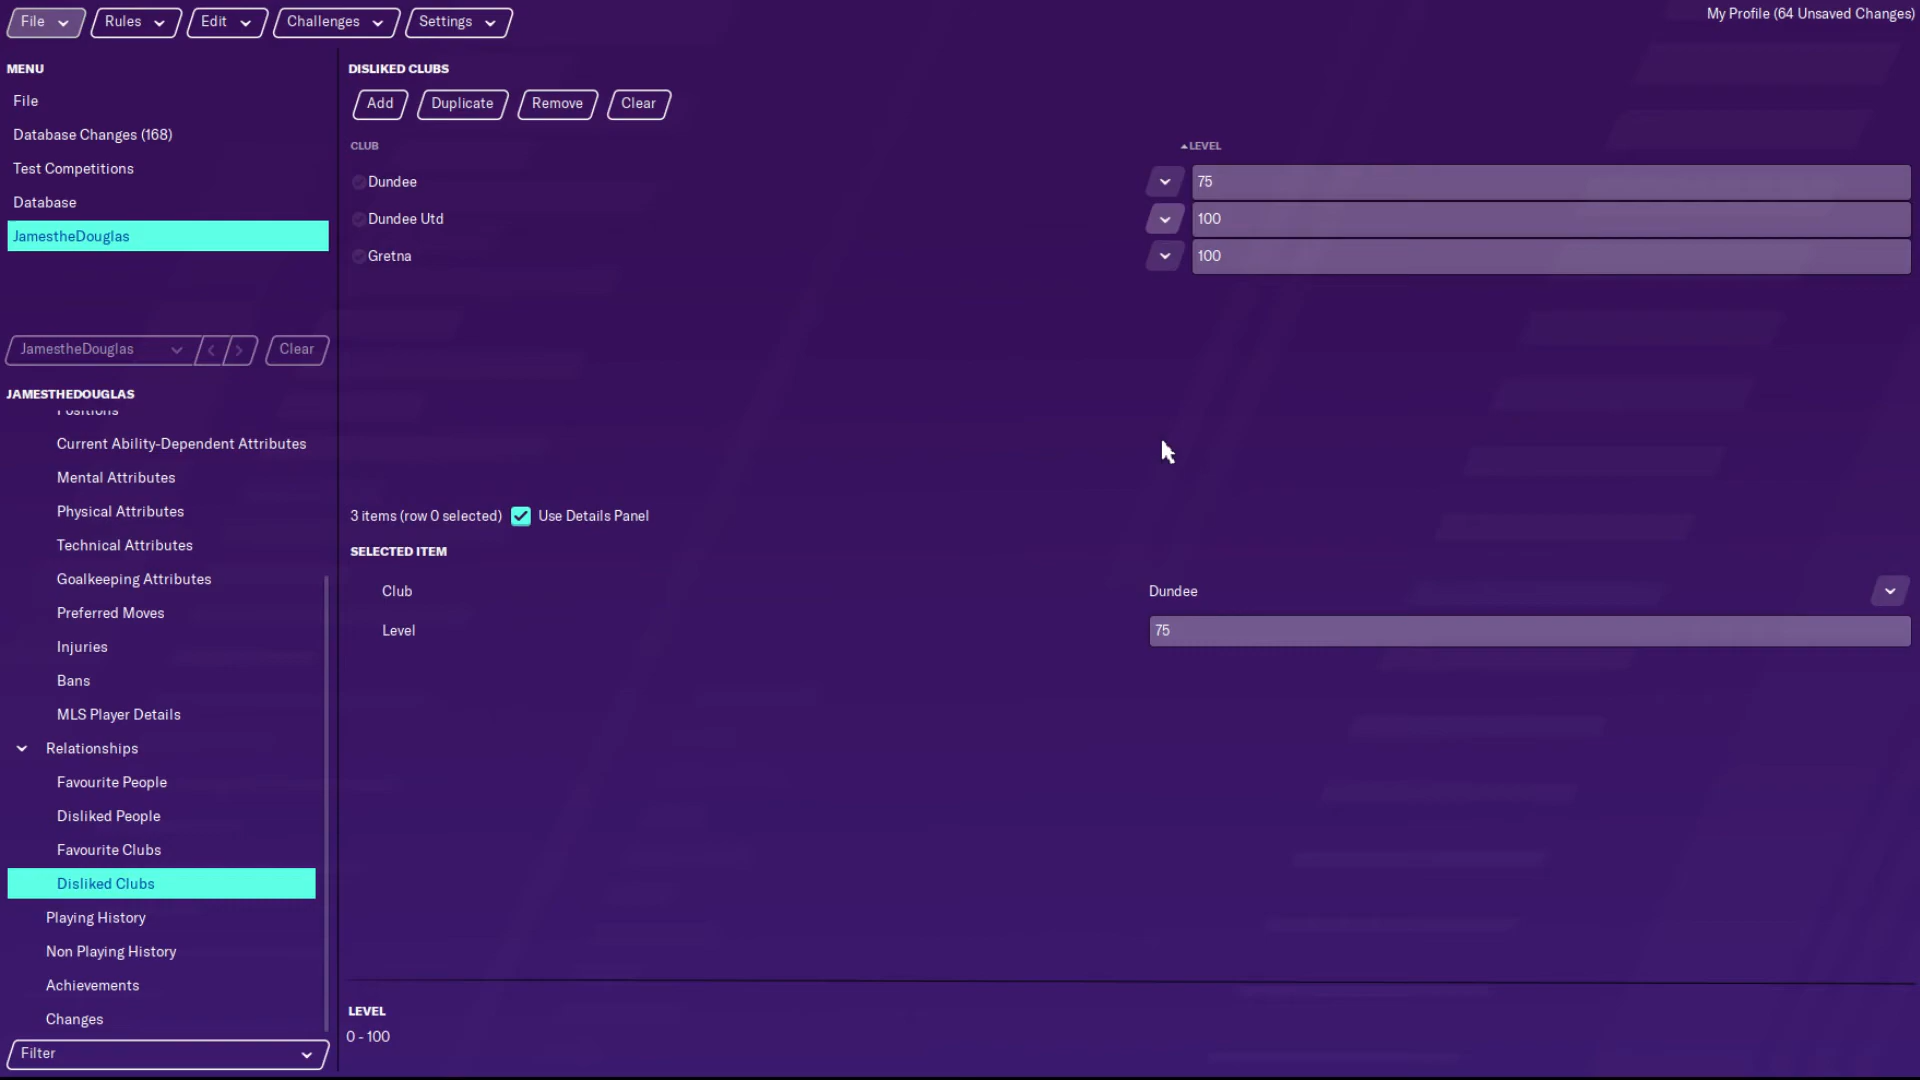 File
Rules
Edit
Challenges
Settings
My Profile (64 Unsaved Changes)
MENU
File
Database Changes (168)
Test Competitions
Database
JamestheDouglas
JamestheDouglas
Clear
JAMESTHEDOUGLAS
Positions
Current Ability-Dependent Attributes
Mental Attributes
Physical Attributes
Technical Attributes
Goalkeeping Attributes
Preferred Moves
Injuries
Bans
MLS Player Details
Relationships
Favourite People
Disliked People
Favourite Clubs
Disliked Clubs
Playing History
Non Playing History
Achievements
Changes
Filter
DISLIKED CLUBS
Add
Duplicate
Remove
Clear
CLUB
LEVEL
Dundee
75
Dundee Utd
100
Gretna
100
3 items (row 0 selected)
Use Details Panel
SELECTED ITEM
Club
Dundee
Level
75
LEVEL
0 - 100